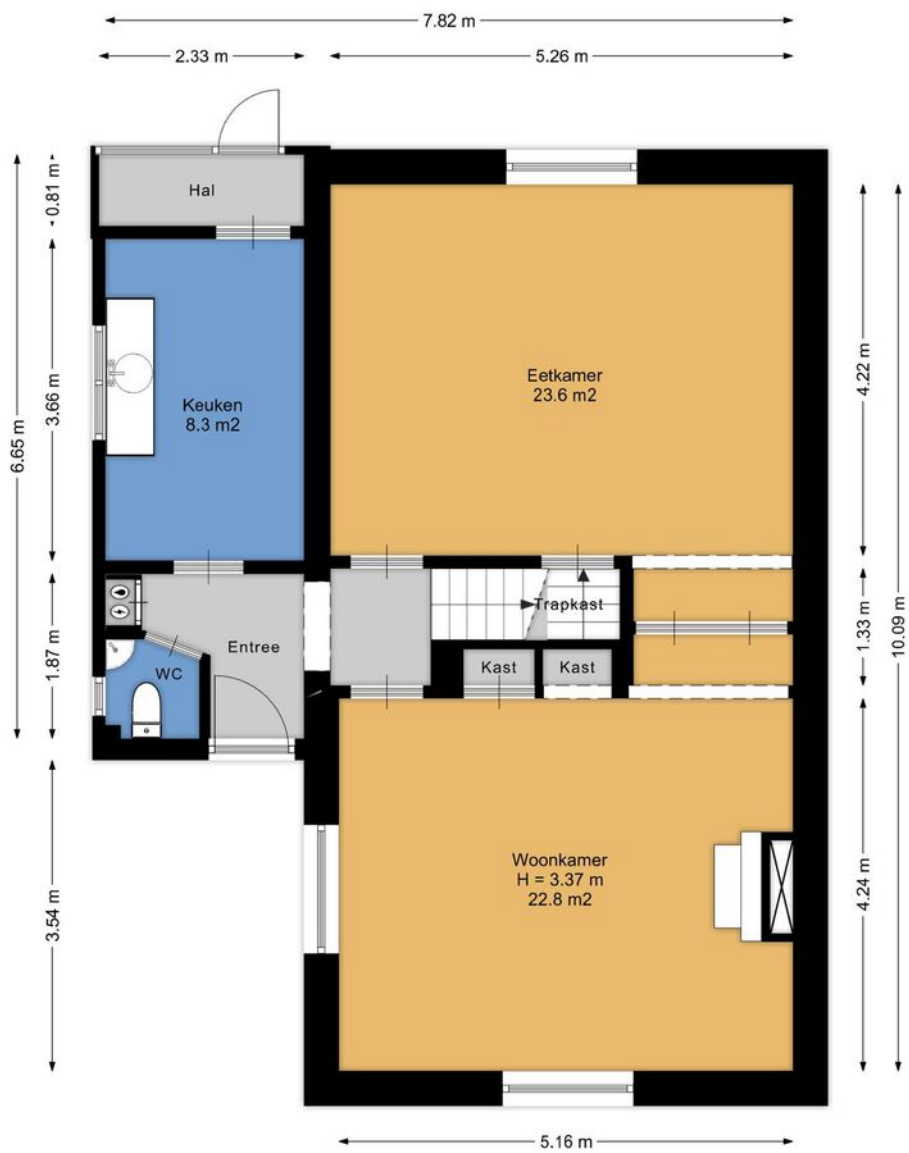 7.82 m
2.33 m
5.26 m
Hal
0.81 m
6.65 m
3.66 m
Keuken
8.3 m2
Eetkamer
23.6 m2
4.22 m
10.09 m
Trapkast
1.33 m
1.87 m
Entree
WC
Kast
Kast
Woonkamer
H = 3.37 m
22.8 m2
3.54 m
4.24 m
5.16 m